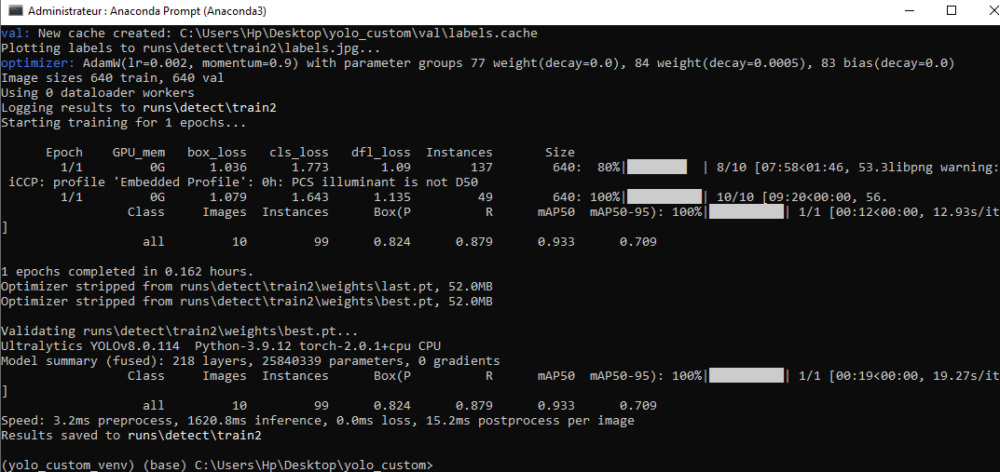 Administrateur : Anaconda Prompt (Anaconda3)
val: New cache created: C:\Users\Hp\Desktop\yolo_custom\val\labels.cache
Plotting labels to runs\detect\train2\labels.jpg...
optimizer: AdamW(lr=0.002, momentum=0.9) with parameter groups 77 weight(decay=0.0), 84 weight(decay=0.0005), 83 bias(decay=0.0)
Image sizes 640 train, 640 val
Using 0 dataloader workers
Logging results to runs\detect\train2
Starting training for 1 epochs...
Epoch GPU_mem box_loss cls_loss dfl_loss Instances Size
1/1 0G 1.036 1.773 1.09 137 640: 80%|████████ | 8/10 [07:58<01:46, 53.3libpng warning:
iCCP: profile 'Embedded Profile': 0h: PCS illuminant is not D50
1/1 0G 1.079 1.643 1.135 49 640: 100%|██████████| 10/10 [09:20<00:00, 56.
Class Images Instances Box(P R mAP50 mAP50-95): 100%|██████████| 1/1 [00:12<00:00, 12.93s/it
]
all 10 99 0.824 0.879 0.933 0.709
1 epochs completed in 0.162 hours.
Optimizer stripped from runs\detect\train2\weights\last.pt, 52.0MB
Optimizer stripped from runs\detect\train2\weights\best.pt, 52.0MB
Validating runs\detect\train2\weights\best.pt...
Ultralytics YOLOv8.0.114 Python-3.9.12 torch-2.0.1+cpu CPU
Model summary (fused): 218 layers, 25840339 parameters, 0 gradients
Class Images Instances Box(P R mAP50 mAP50-95): 100%|██████████| 1/1 [00:19<00:00, 19.27s/it
]
all 10 99 0.824 0.879 0.933 0.709
Speed: 3.2ms preprocess, 1620.8ms inference, 0.0ms loss, 15.2ms postprocess per image
Results saved to runs\detect\train2
(yolo_custom_venv) (base) C:\Users\Hp\Desktop\yolo_custom>